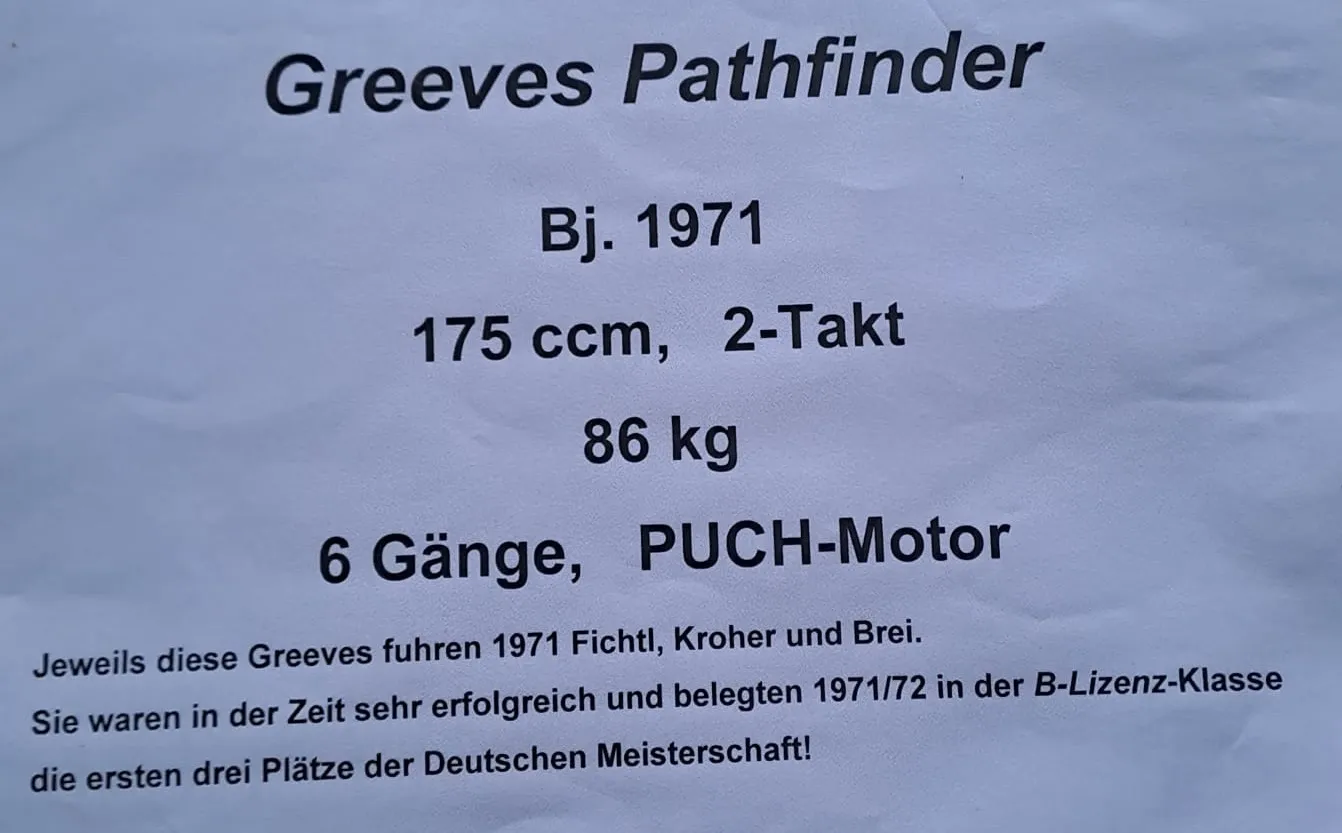 Greeves Pathfinder
Bj. 1971
175 ccm, 2-Takt
86 kg
6 Gänge, PUCH-Motor
Jeweils diese Greeves fuhren 1971 Fichtl, Kroher und Brei.
Sie waren in der Zeit sehr erfolgreich und belegten 1971/72 in der B-Lizenz-Klasse
die ersten drei Plätze der Deutschen Meisterschaft!